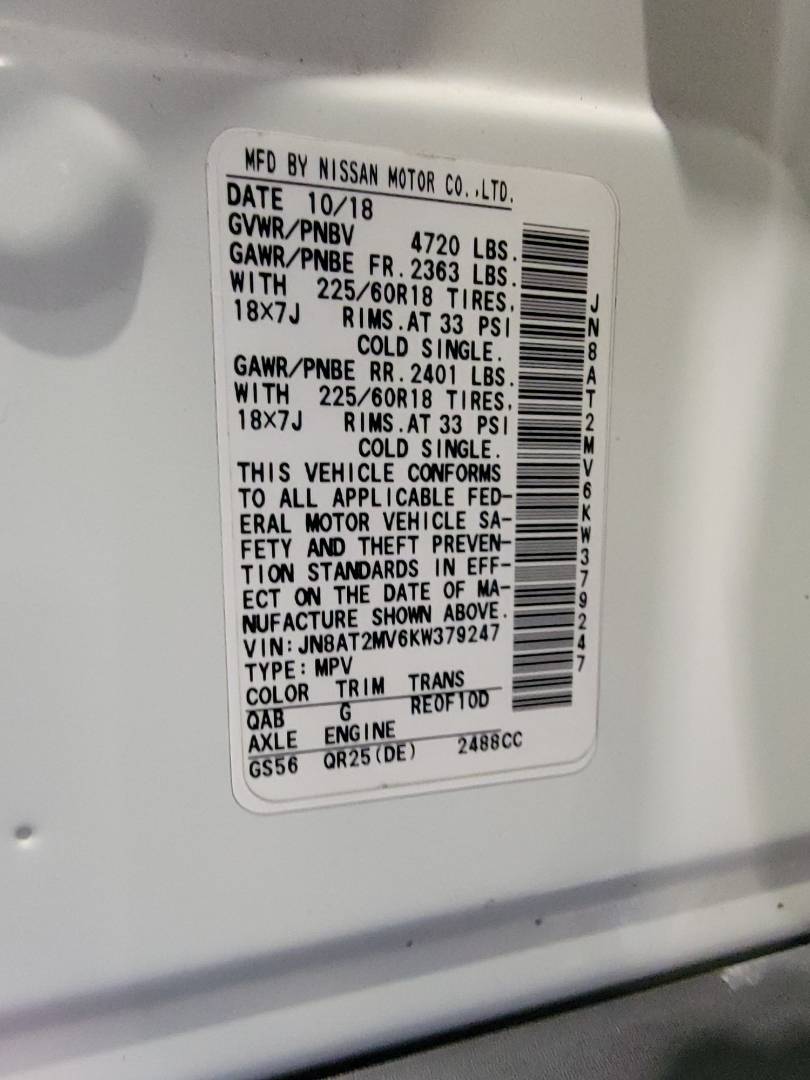 MFD BY NISSAN MOTOR CO.,LTD.
DATE 10/18
GVWR/PNBV 4720 LBS.
GAWR/PNBE FR. 2363 LBS.
WITH 225/60R18 TIRES,
18×7J RIMS.AT 33 PSI
COLD SINGLE.
GAWR/PNBE RR. 2401 LBS.
WITH 225/60R18 TIRES,
18×7J RIMS.AT 33 PSI
COLD SINGLE.
THIS VEHICLE CONFORMS
TO ALL APPLICABLE FED-
ERAL MOTOR VEHICLE SA-
FETY AND THEFT PREVEN-
TION STANDARDS IN EFF-
ECT ON THE DATE OF MA-
NUFACTURE SHOWN ABOVE.
VIN:JN8AT2MV6KW379247
TYPE:MPV
COLOR TRIM TRANS
QAB G RE0F10D
AXLE ENGINE
GS56 QR25(DE) 2488CC
JN8AT2MV6KW379247